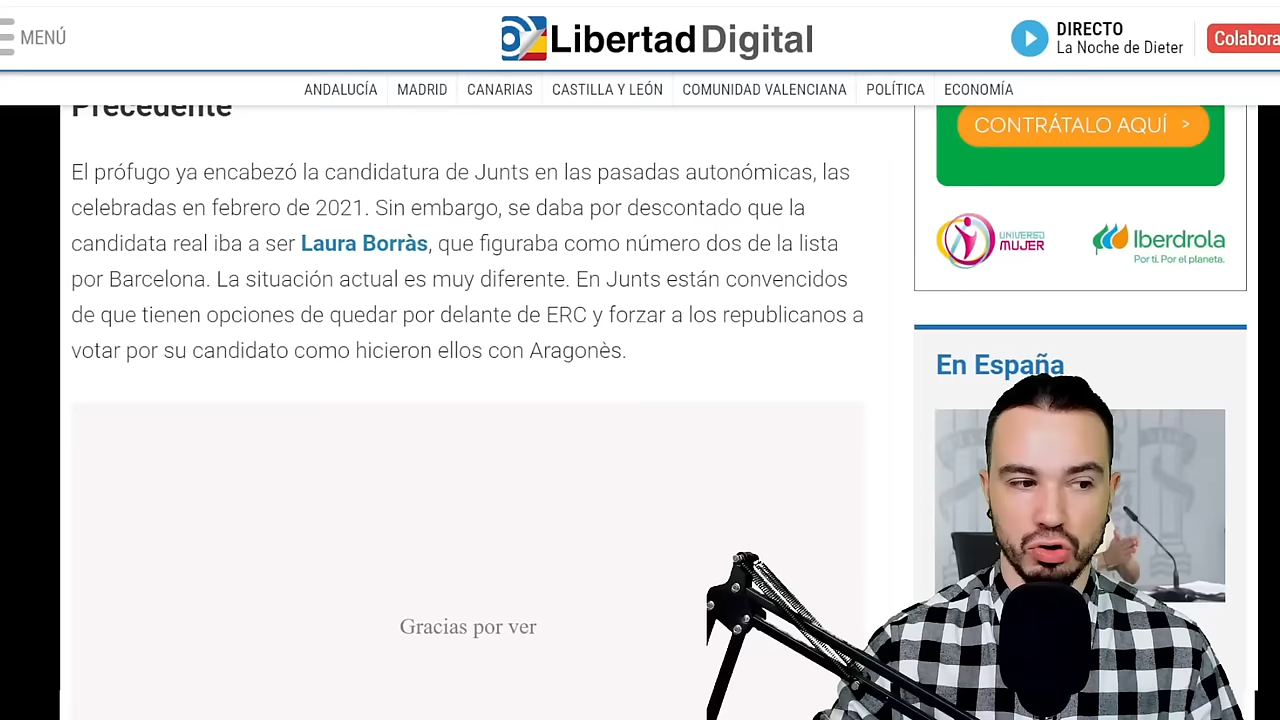 MENÚ
Libertad Digital
DIRECTO
La Noche de Dieter
Colabora
ANDALUCÍA MADRID CANARIAS CASTILLA Y LEÓN COMUNIDAD VALENCIANA POLÍTICA ECONOMÍA
Precedente
El prófugo ya encabezó la candidatura de Junts en las pasadas autonómicas, las
celebradas en febrero de 2021. Sin embargo, se daba por descontado que la
candidata real iba a ser Laura Borràs, que figuraba como número dos de la lista
por Barcelona. La situación actual es muy diferente. En Junts están convencidos
de que tienen opciones de quedar por delante de ERC y forzar a los republicanos a
votar por su candidato como hicieron ellos con Aragonès.
Gracias por ver
CONTRÁTALO AQUÍ >
UNIVERSO
MUJER
Iberdrola
Por ti. Por el planeta.
En España